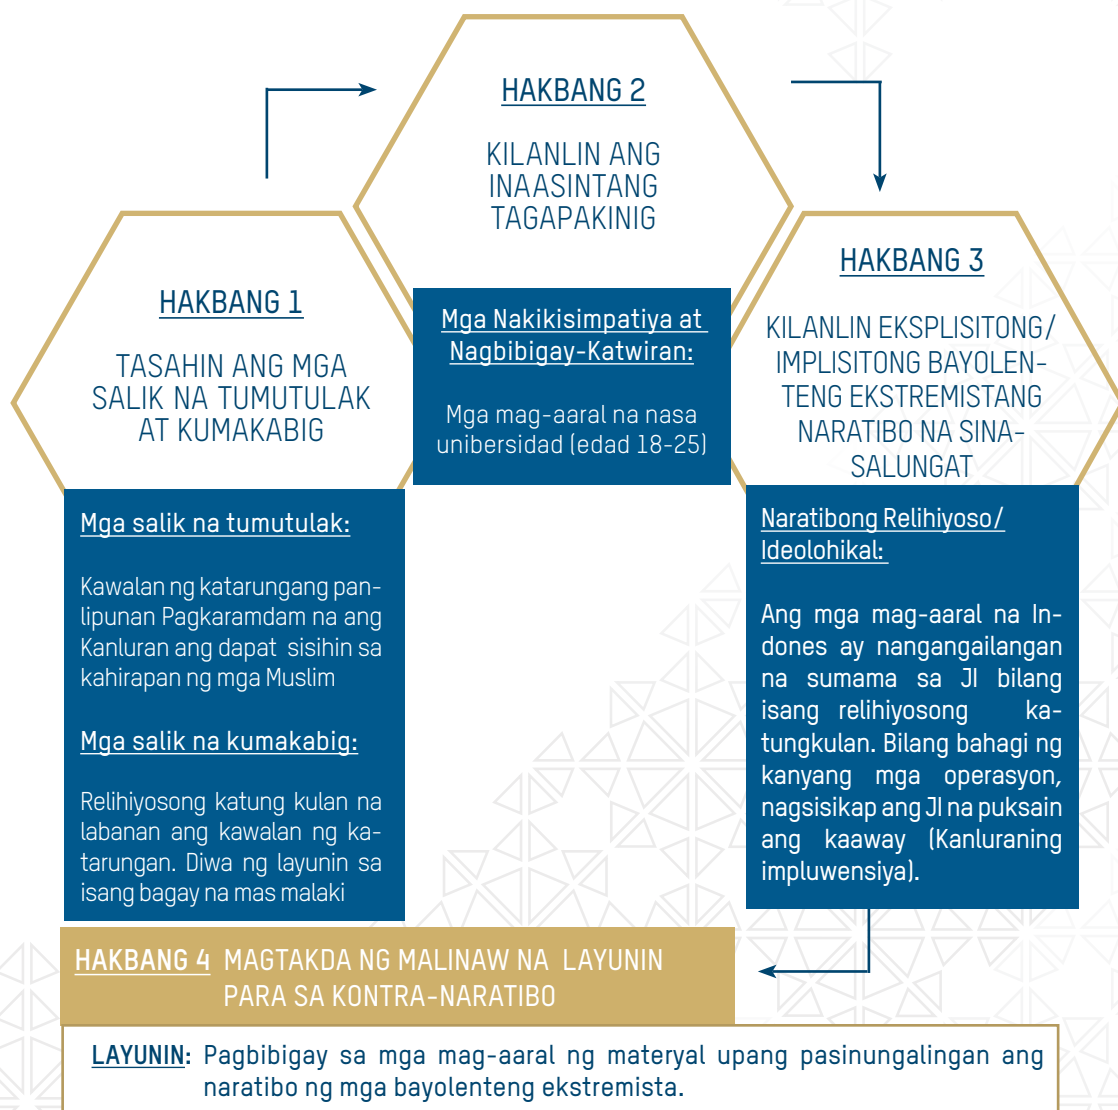 HAKBANG 1
TASAHIN ANG MGA
SALIK NA TUMUTULAK
AT KUMAKABIG
Mga salik na tumutulak:
Kawalan ng katarungang pan-
lipunan Pagkaramdam na ang
Kanluran ang dapat sisihin sa
kahirapan ng mga Muslim
Mga salik na kumakabig:
Relihiyosong katung kulan na
labanan ang kawalan ng ka-
tarungan. Diwa ng layunin sa
isang bagay na mas malaki
HAKBANG 2
KILANLIN ANG
INAASINTANG
TAGAPAKINIG
Mga Nakikisimpatiya at
Nagbibigay-Katwiran:
Mga mag-aaral na nasa
unibersidad (edad 18-25)
HAKBANG 3
KILANLIN EKSPLISITONG/
IMPLISITONG BAYOLEN-
TENG EKSTREMISTANG
NARATIBO NA SINA-
SALUNGAT
Naratibong Relihiyoso/
Ideolohikal:
Ang mga mag-aaral na In-
dones ay nangangailangan
na sumama sa JI bilang
isang relihiyosong ka-
tungkulan. Bilang bahagi ng
kanyang mga operasyon,
nagsisikap ang JI na puksain
ang kaaway (Kanluraning
impluwensiya).
HAKBANG 4 MAGTAKDA NG MALINAW NA LAYUNIN
PARA SA KONTRA-NARATIBO
LAYUNIN: Pagbibigay sa mga mag-aaral ng materyal upang pasinungalingan ang
naratibo ng mga bayolenteng ekstremista.